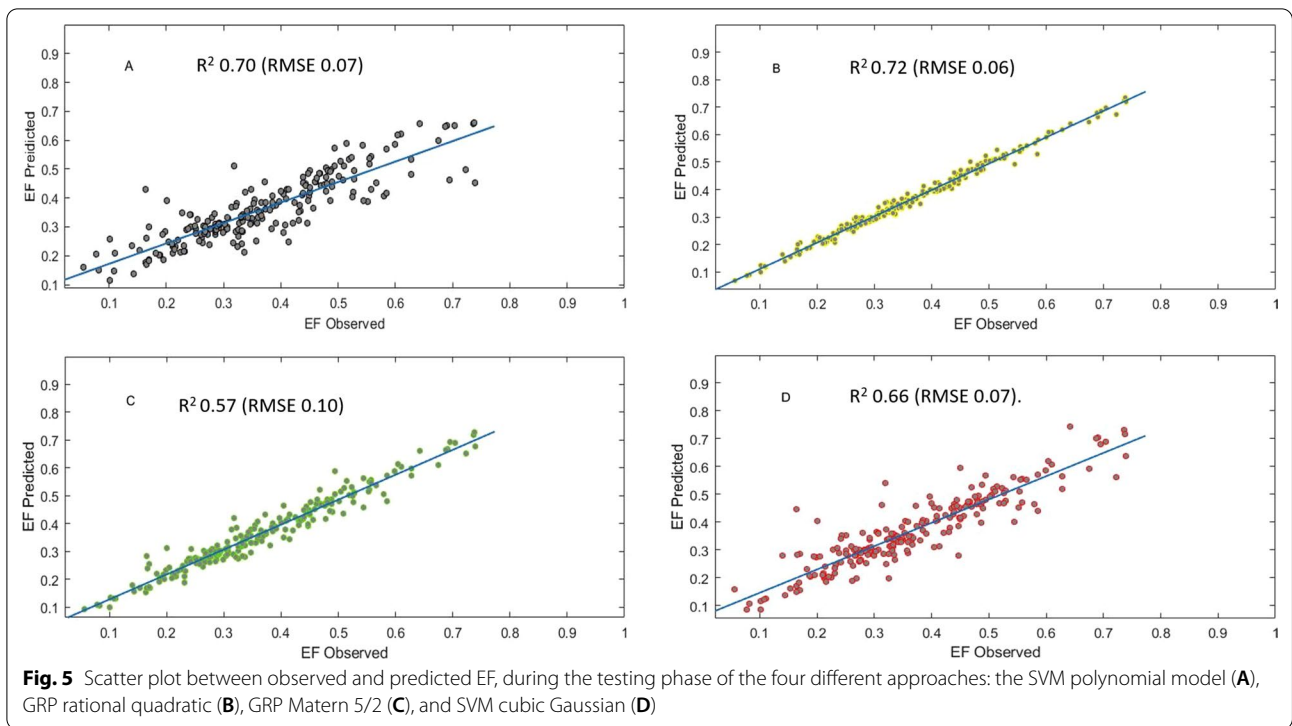 A R² 0.70 (RMSE 0.07)
EF Preidicted
0.9
0.8
0.7
0.6
0.5
0.4
0.3
0.2
0.1
0.1 0.2 0.3 0.4 0.5 0.6 0.7 0.8 0.9 1
EF Observed
B R² 0.72 (RMSE 0.06)
EF Predicted
0.9
0.8
0.7
0.6
0.5
0.4
0.3
0.2
0.1
0.1 0.2 0.3 0.4 0.5 0.6 0.7 0.8 0.9 1
EF Observed
C R² 0.57 (RMSE 0.10)
EF Predicted
0.9
0.8
0.7
0.6
0.5
0.4
0.3
0.2
0.1
0.1 0.2 0.3 0.4 0.5 0.6 0.7 0.8 0.9 1
EF Observed
D R² 0.66 (RMSE 0.07).
EF Predicted
0.9
0.8
0.7
0.6
0.5
0.4
0.3
0.2
0.1
0.1 0.2 0.3 0.4 0.5 0.6 0.7 0.8 0.9 1
EF Observed
Fig. 5 Scatter plot between observed and predicted EF, during the testing phase of the four different approaches: the SVM polynomial model (A),
GRP rational quadratic (B), GRP Matern 5/2 (C), and SVM cubic Gaussian (D)